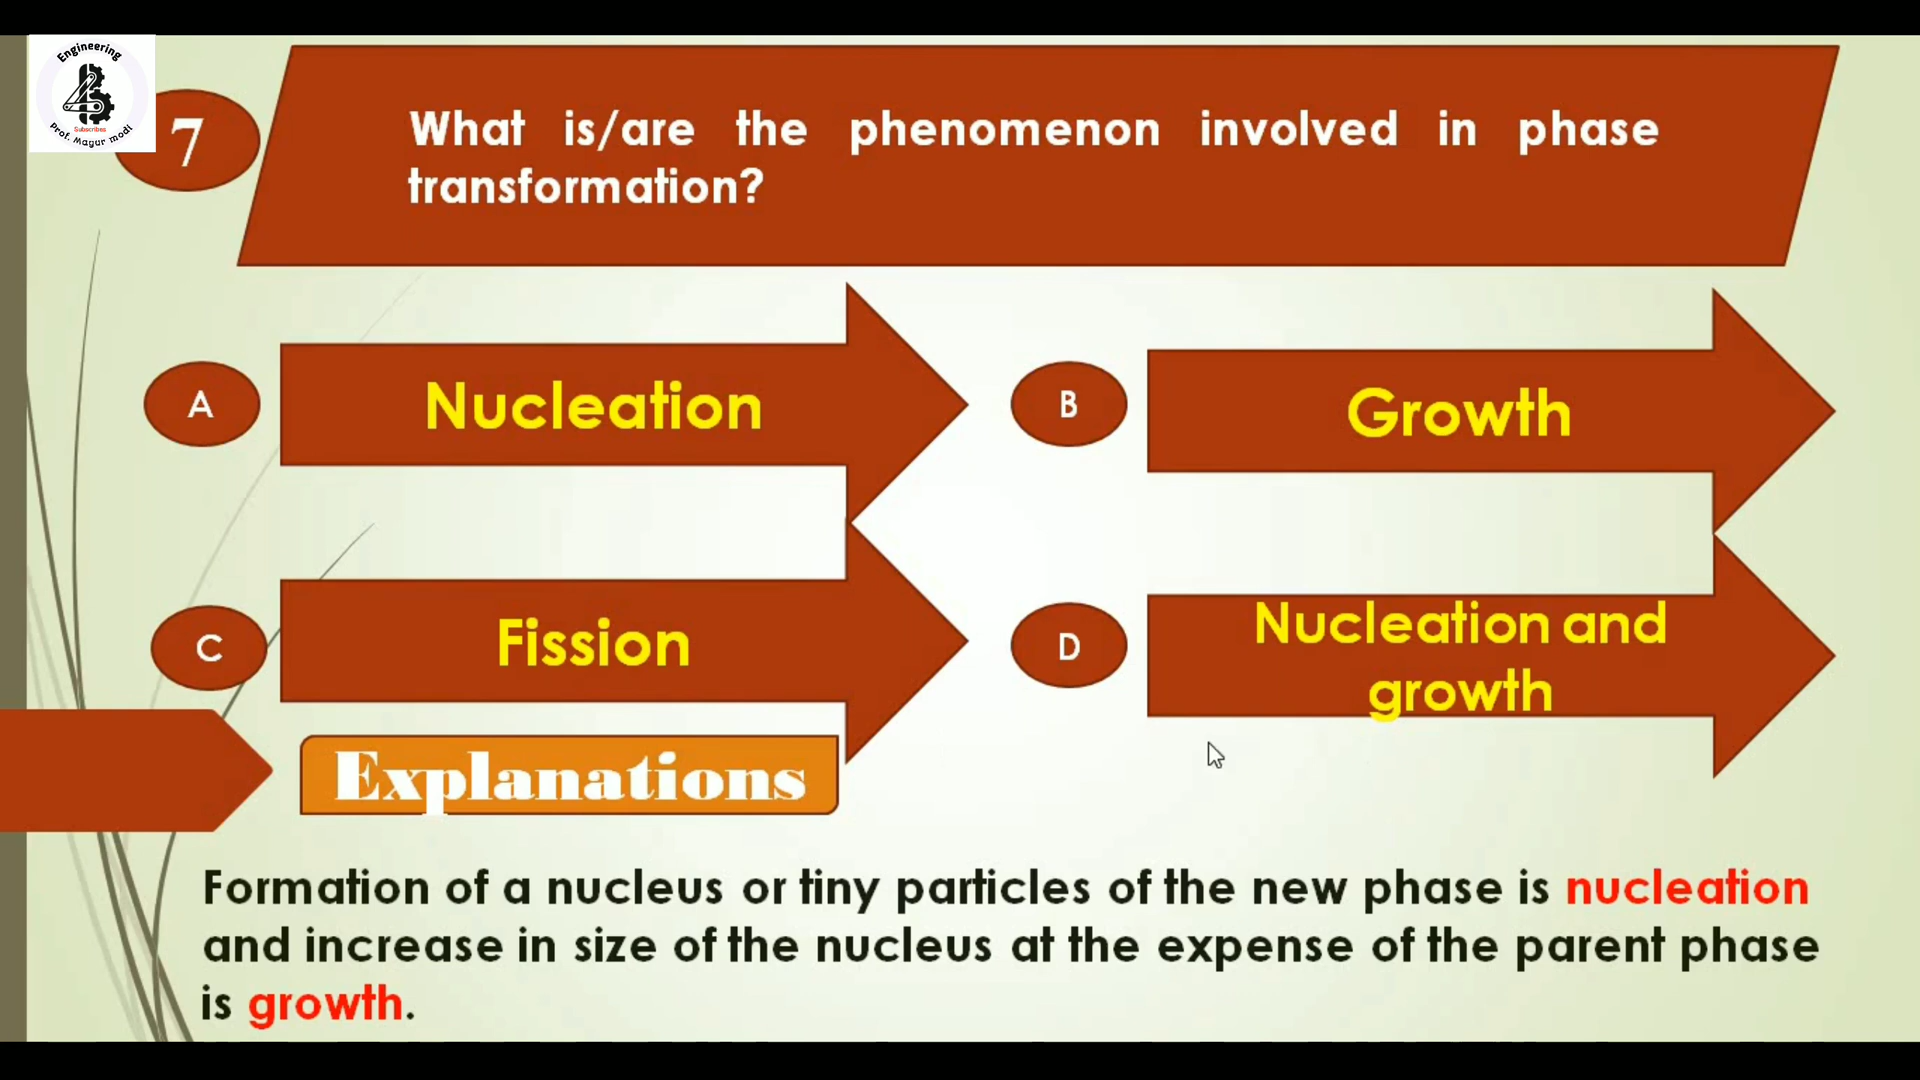 Engineering
Subscribes
Prof. Mayur modi
7
What is/are the phenomenon involved in phase
transformation?
A
Nucleation
B
Growth
C
Fission
D
Nucleation and
growth
Explanations
Formation of a nucleus or tiny particles of the new phase is nucleation
and increase in size of the nucleus at the expense of the parent phase
is growth.